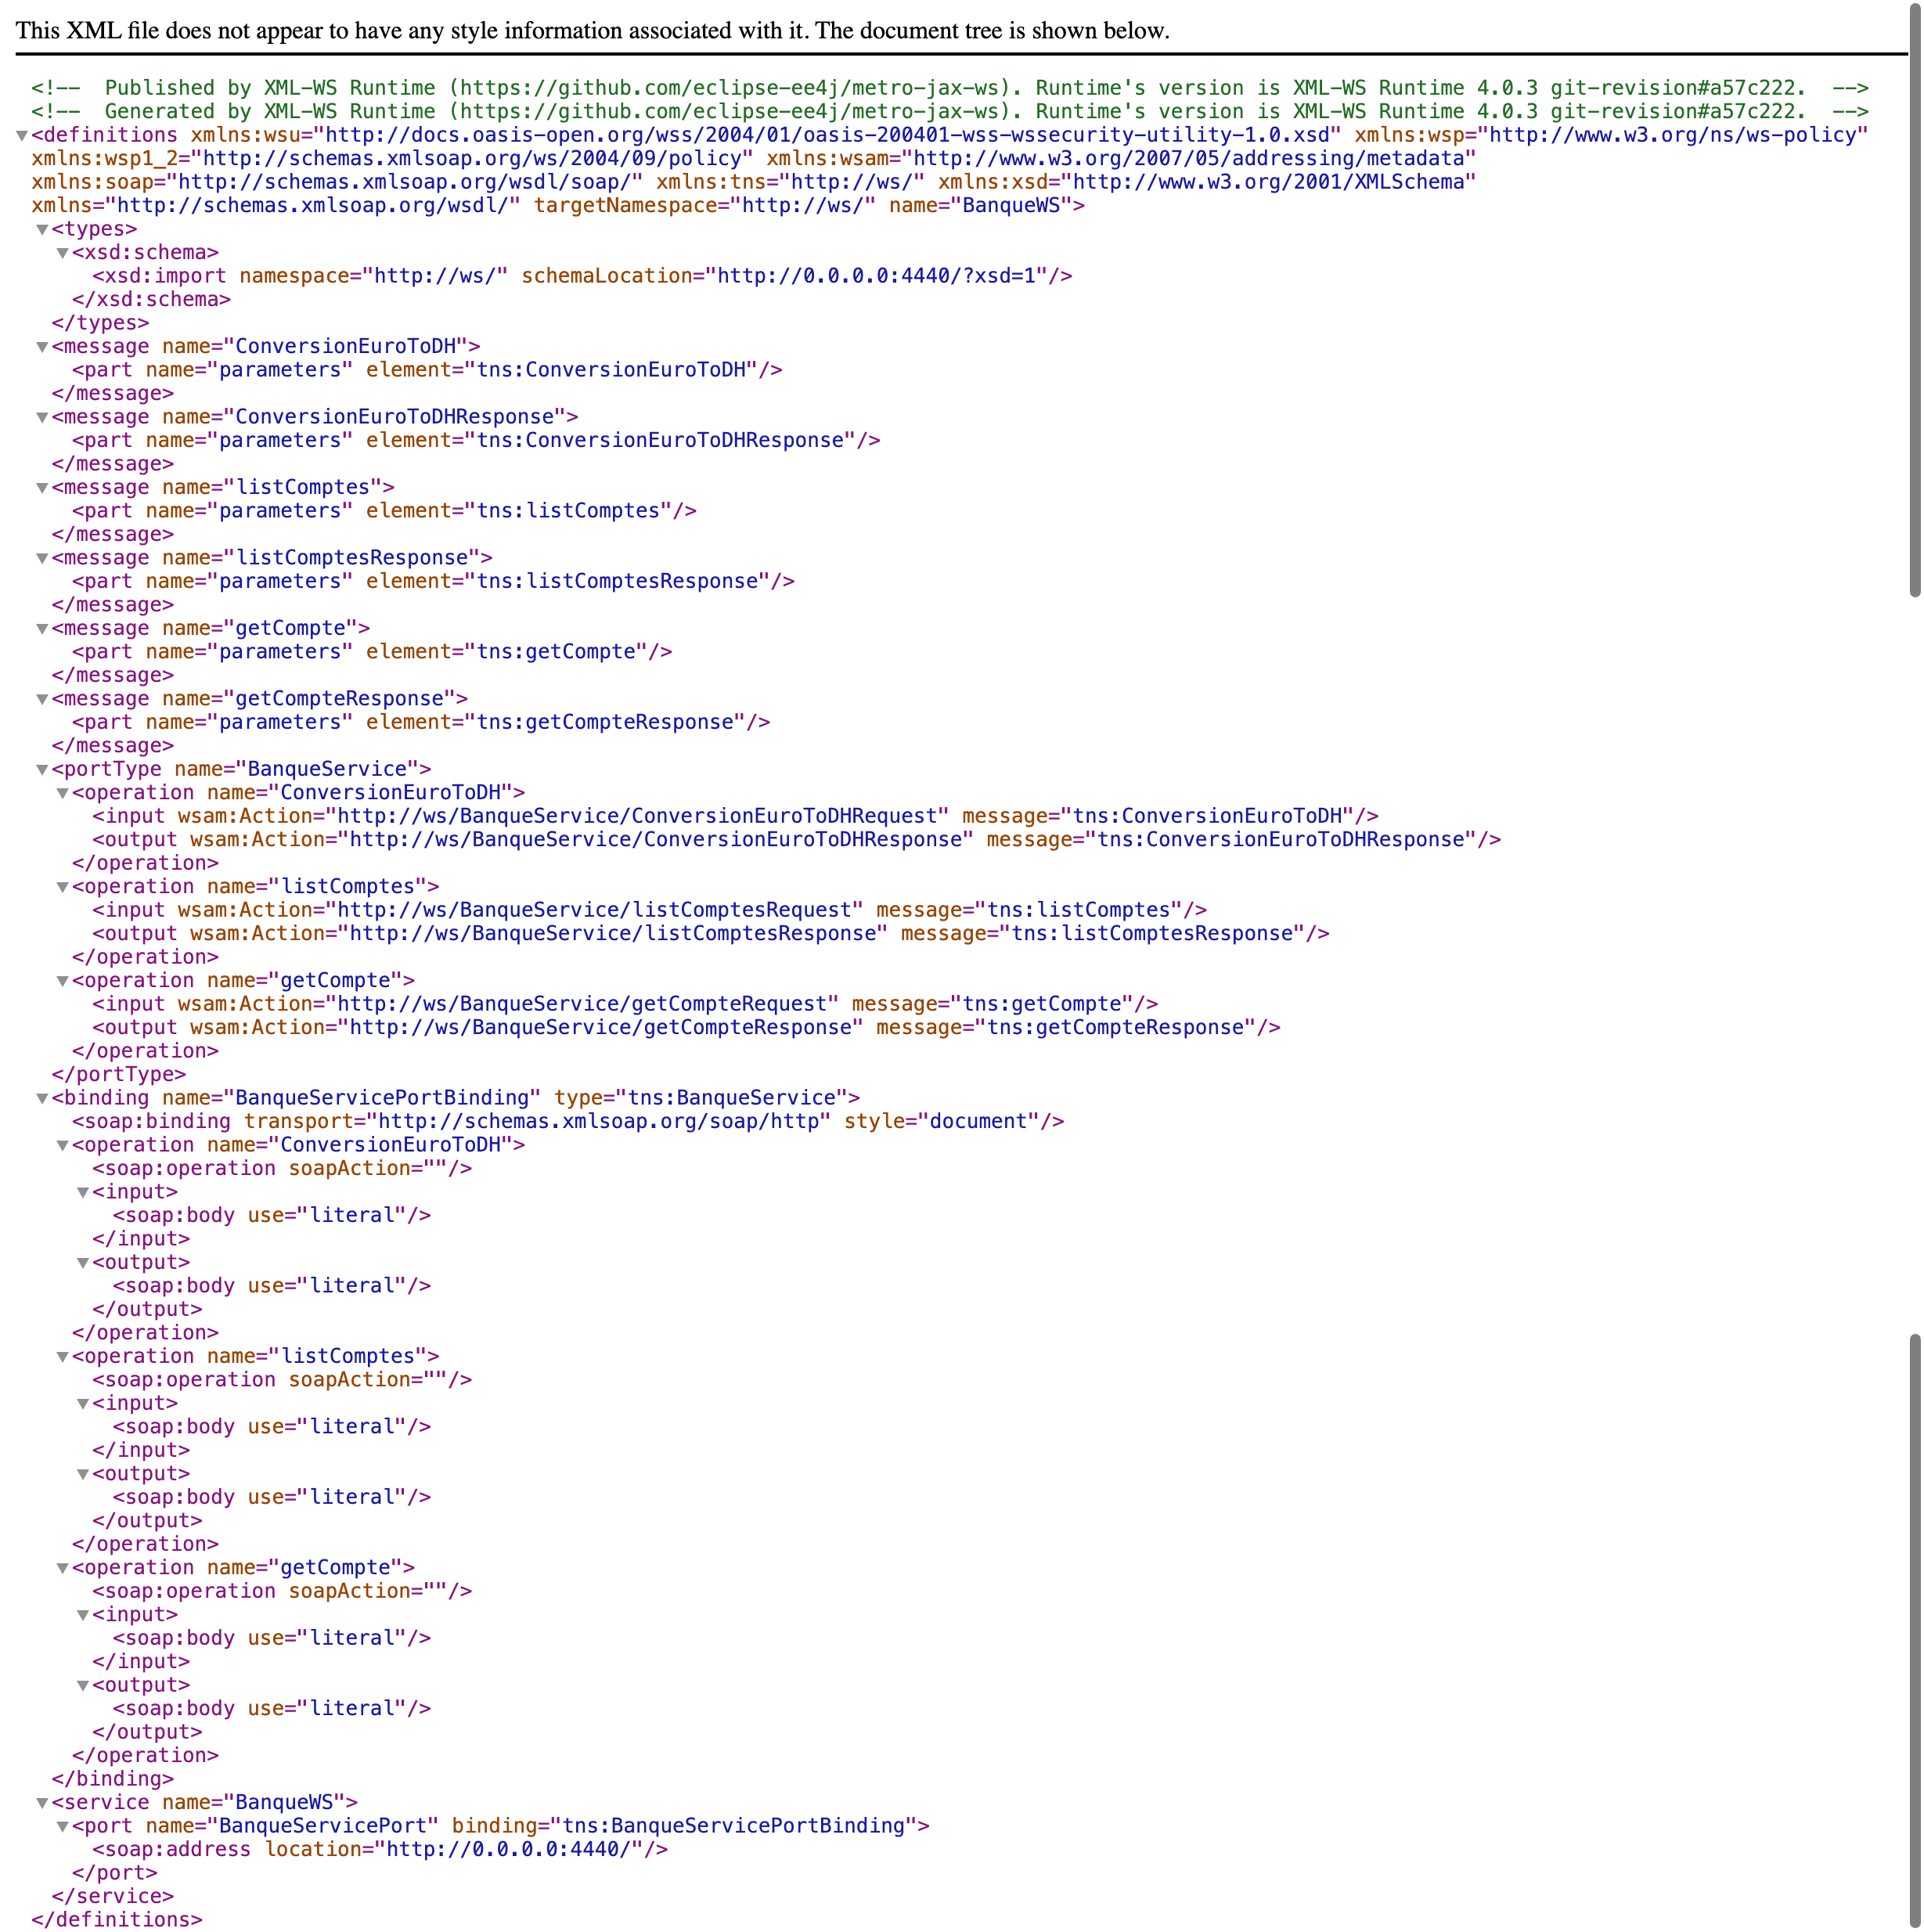 This XML file does not appear to have any style information associated with it. The document tree is shown below.
<!-- Published by XML-WS Runtime (https://github.com/eclipse-ee4j/metro-jax-ws). Runtime's version is XML-WS Runtime 4.0.3 git-revision#a57c222. -->
<!-- Generated by XML-WS Runtime (https://github.com/eclipse-ee4j/metro-jax-ws). Runtime's version is XML-WS Runtime 4.0.3 git-revision#a57c222. -->
<definitions xmlns:wsu="http://docs.oasis-open.org/wss/2004/01/oasis-200401-wss-wssecurity-utility-1.0.xsd" xmlns:wsp="http://www.w3.org/ns/ws-policy"
xmlns:wsp1_2="http://schemas.xmlsoap.org/ws/2004/09/policy" xmlns:wsam="http://www.w3.org/2007/05/addressing/metadata"
xmlns:soap="http://schemas.xmlsoap.org/wsdl/soap/" xmlns:tns="http://ws/" xmlns:xsd="http://www.w3.org/2001/XMLSchema"
xmlns="http://schemas.xmlsoap.org/wsdl/" targetNamespace="http://ws/" name="BanqueWS">
<types>
<xsd:schema>
<xsd:import namespace="http://ws/" schemaLocation="http://0.0.0.0:4440/?xsd=1"/>
</xsd:schema>
</types>
<message name="ConversionEuroToDH">
<part name="parameters" element="tns:ConversionEuroToDH"/>
</message>
<message name="ConversionEuroToDHResponse">
<part name="parameters" element="tns:ConversionEuroToDHResponse"/>
</message>
<message name="listComptes">
<part name="parameters" element="tns:listComptes"/>
</message>
<message name="listComptesResponse">
<part name="parameters" element="tns:listComptesResponse"/>
</message>
<message name="getCompte">
<part name="parameters" element="tns:getCompte"/>
</message>
<message name="getCompteResponse">
<part name="parameters" element="tns:getCompteResponse"/>
</message>
<portType name="BanqueService">
<operation name="ConversionEuroToDH">
<input wsam:Action="http://ws/BanqueService/ConversionEuroToDHRequest" message="tns:ConversionEuroToDH"/>
<output wsam:Action="http://ws/BanqueService/ConversionEuroToDHResponse" message="tns:ConversionEuroToDHResponse"/>
</operation>
<operation name="listComptes">
<input wsam:Action="http://ws/BanqueService/listComptesRequest" message="tns:listComptes"/>
<output wsam:Action="http://ws/BanqueService/listComptesResponse" message="tns:listComptesResponse"/>
</operation>
<operation name="getCompte">
<input wsam:Action="http://ws/BanqueService/getCompteRequest" message="tns:getCompte"/>
<output wsam:Action="http://ws/BanqueService/getCompteResponse" message="tns:getCompteResponse"/>
</operation>
</portType>
<binding name="BanqueServicePortBinding" type="tns:BanqueService">
<soap:binding transport="http://schemas.xmlsoap.org/soap/http" style="document"/>
<operation name="ConversionEuroToDH">
<soap:operation soapAction=""/>
<input>
<soap:body use="literal"/>
</input>
<output>
<soap:body use="literal"/>
</output>
</operation>
<operation name="listComptes">
<soap:operation soapAction=""/>
<input>
<soap:body use="literal"/>
</input>
<output>
<soap:body use="literal"/>
</output>
</operation>
<operation name="getCompte">
<soap:operation soapAction=""/>
<input>
<soap:body use="literal"/>
</input>
<output>
<soap:body use="literal"/>
</output>
</operation>
</binding>
<service name="BanqueWS">
<port name="BanqueServicePort" binding="tns:BanqueServicePortBinding">
<soap:address location="http://0.0.0.0:4440/"/>
</port>
</service>
</definitions>